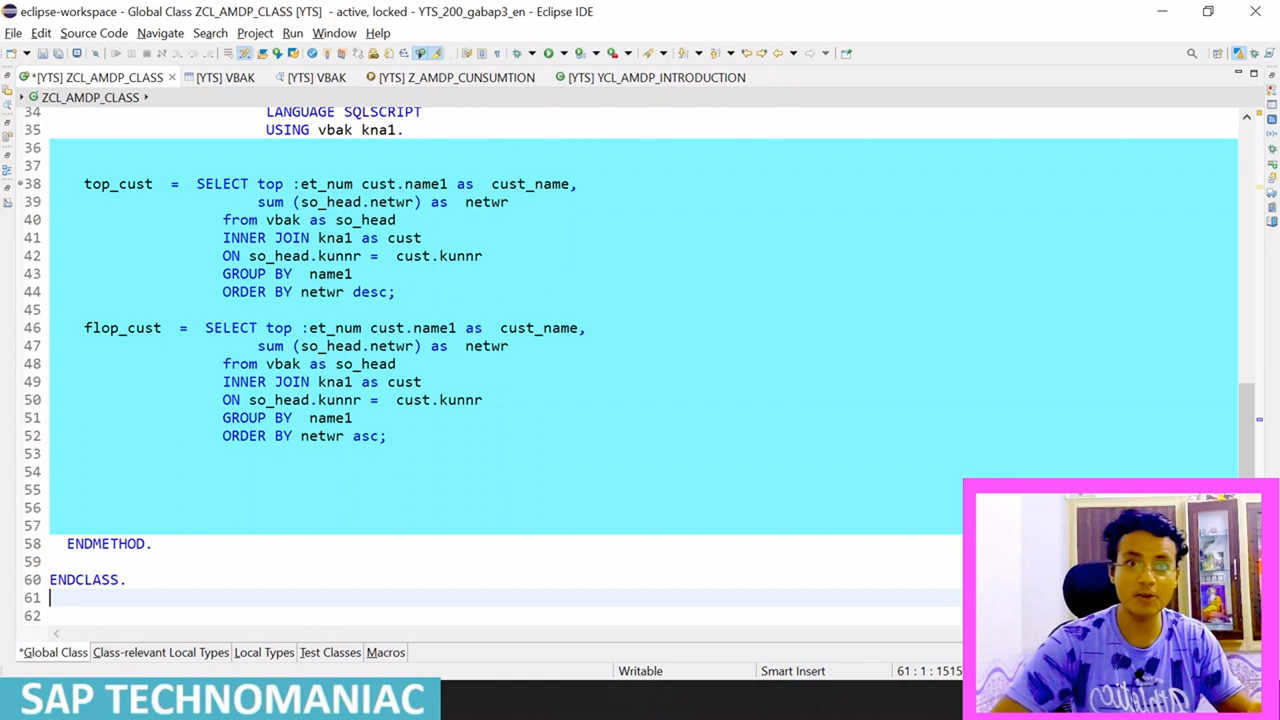 eclipse-workspace - Global Class ZCL_AMDP_CLASS [YTS] - active, locked - YTS_200_gabap3_en - Eclipse IDE
File Edit Source Code Navigate Search Project Run Window Help
*[YTS] ZCL_AMDP_CLASS [YTS] VBAK [YTS] VBAK [YTS] Z_AMDP_CUNSUMTION [YTS] YCL_AMDP_INTRODUCTION
ZCL_AMDP_CLASS
34 LANGUAGE SQLSCRIPT
35 USING vbak kna1.
36
37
38 top_cust = SELECT top :et_num cust.name1 as cust_name,
39 sum (so_head.netwr) as netwr
40 from vbak as so_head
41 INNER JOIN kna1 as cust
42 ON so_head.kunnr = cust.kunnr
43 GROUP BY name1
44 ORDER BY netwr desc;
45
46 flop_cust = SELECT top :et_num cust.name1 as cust_name,
47 sum (so_head.netwr) as netwr
48 from vbak as so_head
49 INNER JOIN kna1 as cust
50 ON so_head.kunnr = cust.kunnr
51 GROUP BY name1
52 ORDER BY netwr asc;
53
54
55
56
57
58 ENDMETHOD.
59
60 ENDCLASS.
61
62
*Global Class Class-relevant Local Types Local Types Test Classes Macros
Writable Smart Insert 61 : 1 : 1515
SAP TECHNOMANIAC